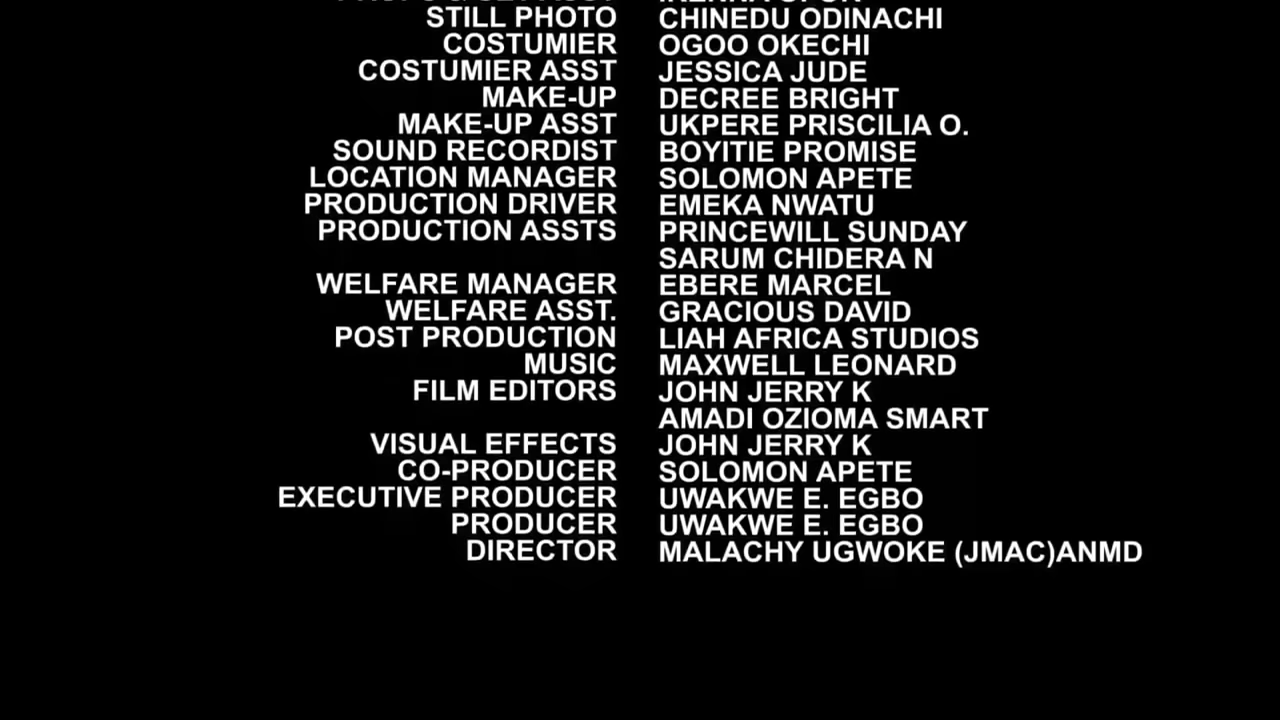 STILL PHOTO CHINEDU ODINACHI
COSTUMIER OGOO OKECHI
COSTUMIER ASST JESSICA JUDE
MAKE-UP DECREE BRIGHT
MAKE-UP ASST UKPERE PRISCILIA O.
SOUND RECORDIST BOYITIE PROMISE
LOCATION MANAGER SOLOMON APETE
PRODUCTION DRIVER EMEKA NWATU
PRODUCTION ASSTS PRINCEWILL SUNDAY
SARUM CHIDERA N
WELFARE MANAGER EBERE MARCEL
WELFARE ASST. GRACIOUS DAVID
POST PRODUCTION LIAH AFRICA STUDIOS
MUSIC MAXWELL LEONARD
FILM EDITORS JOHN JERRY K
AMADI OZIOMA SMART
VISUAL EFFECTS JOHN JERRY K
CO-PRODUCER SOLOMON APETE
EXECUTIVE PRODUCER UWAKWE E. EGBO
PRODUCER UWAKWE E. EGBO
DIRECTOR MALACHY UGWOKE (JMAC)ANMD